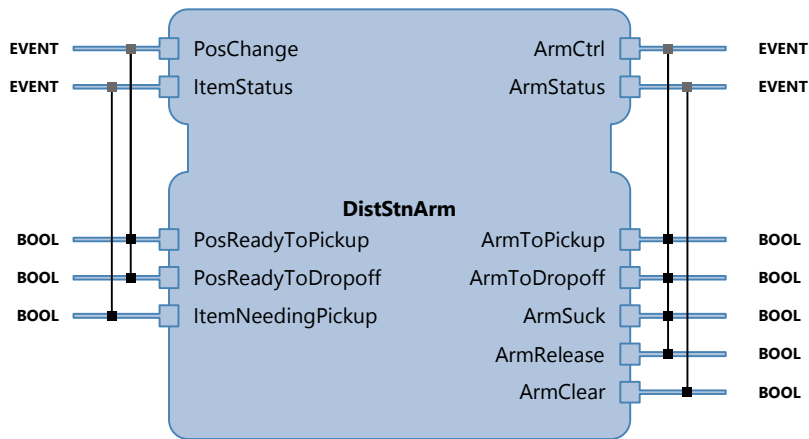 EVENT PosChange ArmCtrl EVENT
EVENT ItemStatus ArmStatus EVENT
DistStnArm
BOOL PosReadyToPickup ArmToPickup BOOL
BOOL PosReadyToDropoff ArmToDropoff BOOL
BOOL ItemNeedingPickup ArmSuck BOOL
ArmRelease BOOL
ArmClear BOOL